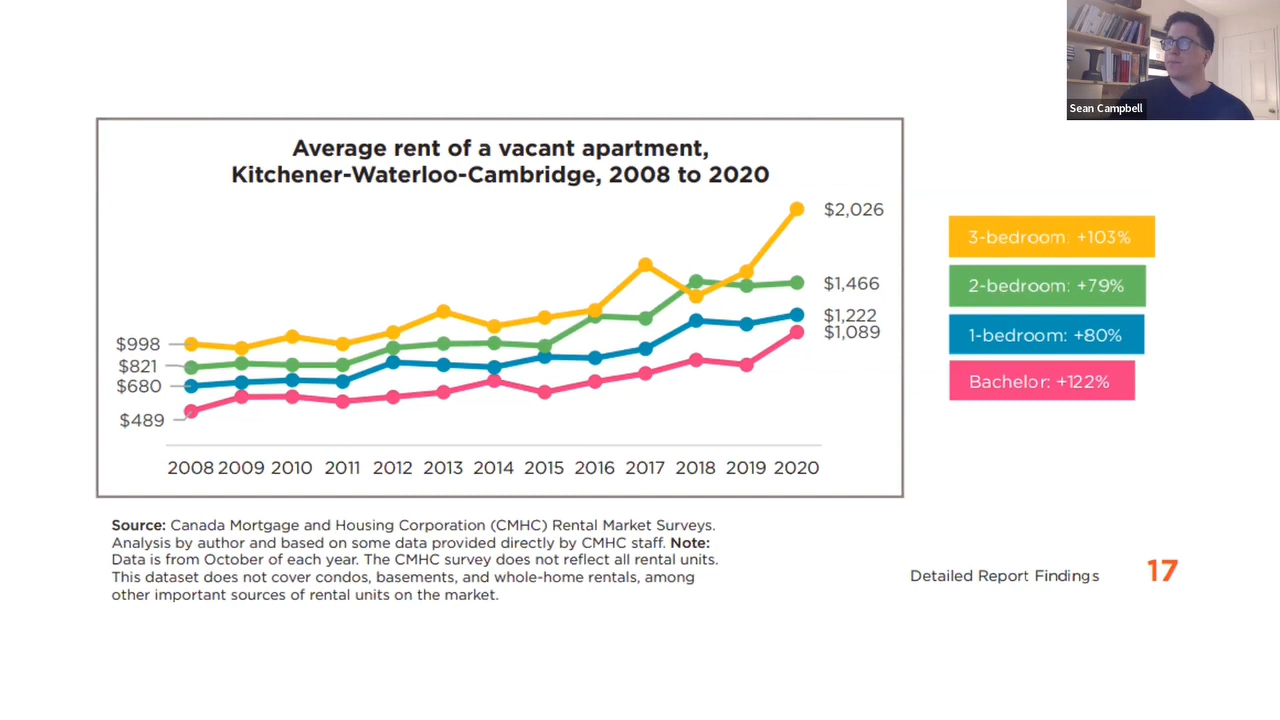 Sean Campbell
Average rent of a vacant apartment,
Kitchener-Waterloo-Cambridge, 2008 to 2020
$2,026
$1,466
$1,222
$1,089
$998
$821
$680
$489
2008 2009 2010 2011 2012 2013 2014 2015 2016 2017 2018 2019 2020
3-bedroom: +103%
2-bedroom: +79%
1-bedroom: +80%
Bachelor: +122%
Source: Canada Mortgage and Housing Corporation (CMHC) Rental Market Surveys.
Analysis by author and based on some data provided directly by CMHC staff. Note:
Data is from October of each year. The CMHC survey does not reflect all rental units.
This dataset does not cover condos, basements, and whole-home rentals, among
other important sources of rental units on the market.
Detailed Report Findings 17